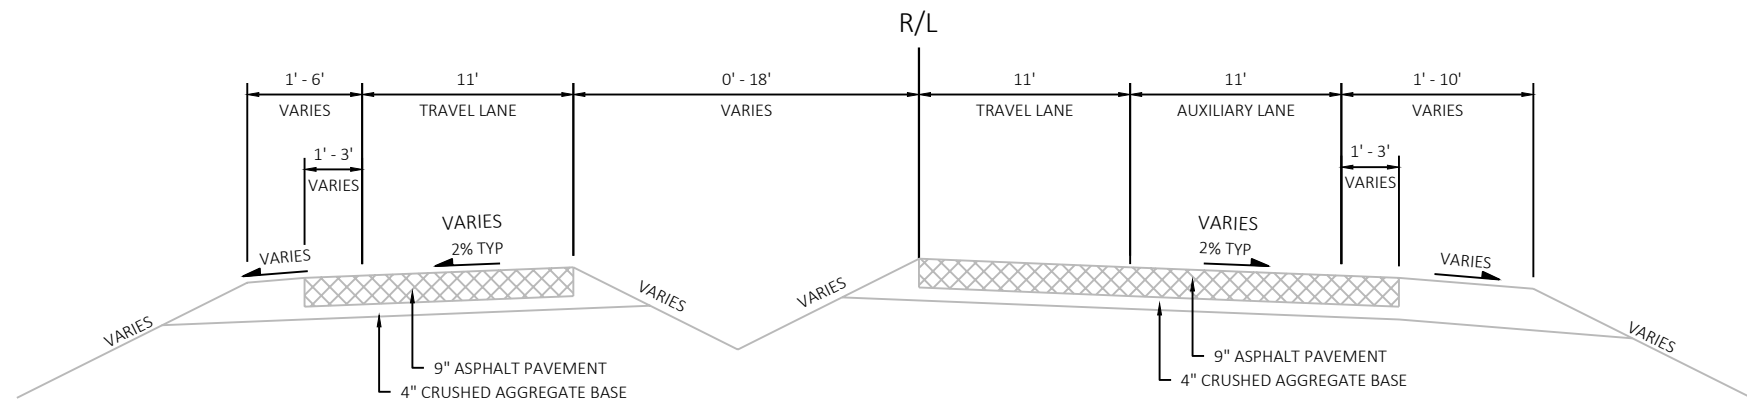 R/L
1' - 6'
VARIES
11'
TRAVEL LANE
0' - 18'
VARIES
11'
TRAVEL LANE
11'
AUXILIARY LANE
1' - 10'
VARIES
1' - 3'
VARIES
1' - 3'
VARIES
VARIES
VARIES
2% TYP
VARIES
2% TYP
VARIES
VARIES
VARIES
VARIES
VARIES
9" ASPHALT PAVEMENT
4" CRUSHED AGGREGATE BASE
9" ASPHALT PAVEMENT
4" CRUSHED AGGREGATE BASE